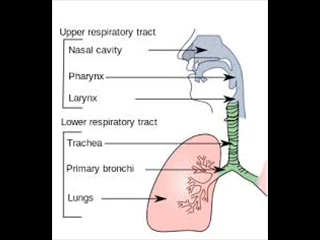 Upper respiratory tract
Nasal cavity
Pharynx
Larynx
Lower respiratory tract
Trachea
Primary bronchi
Lungs